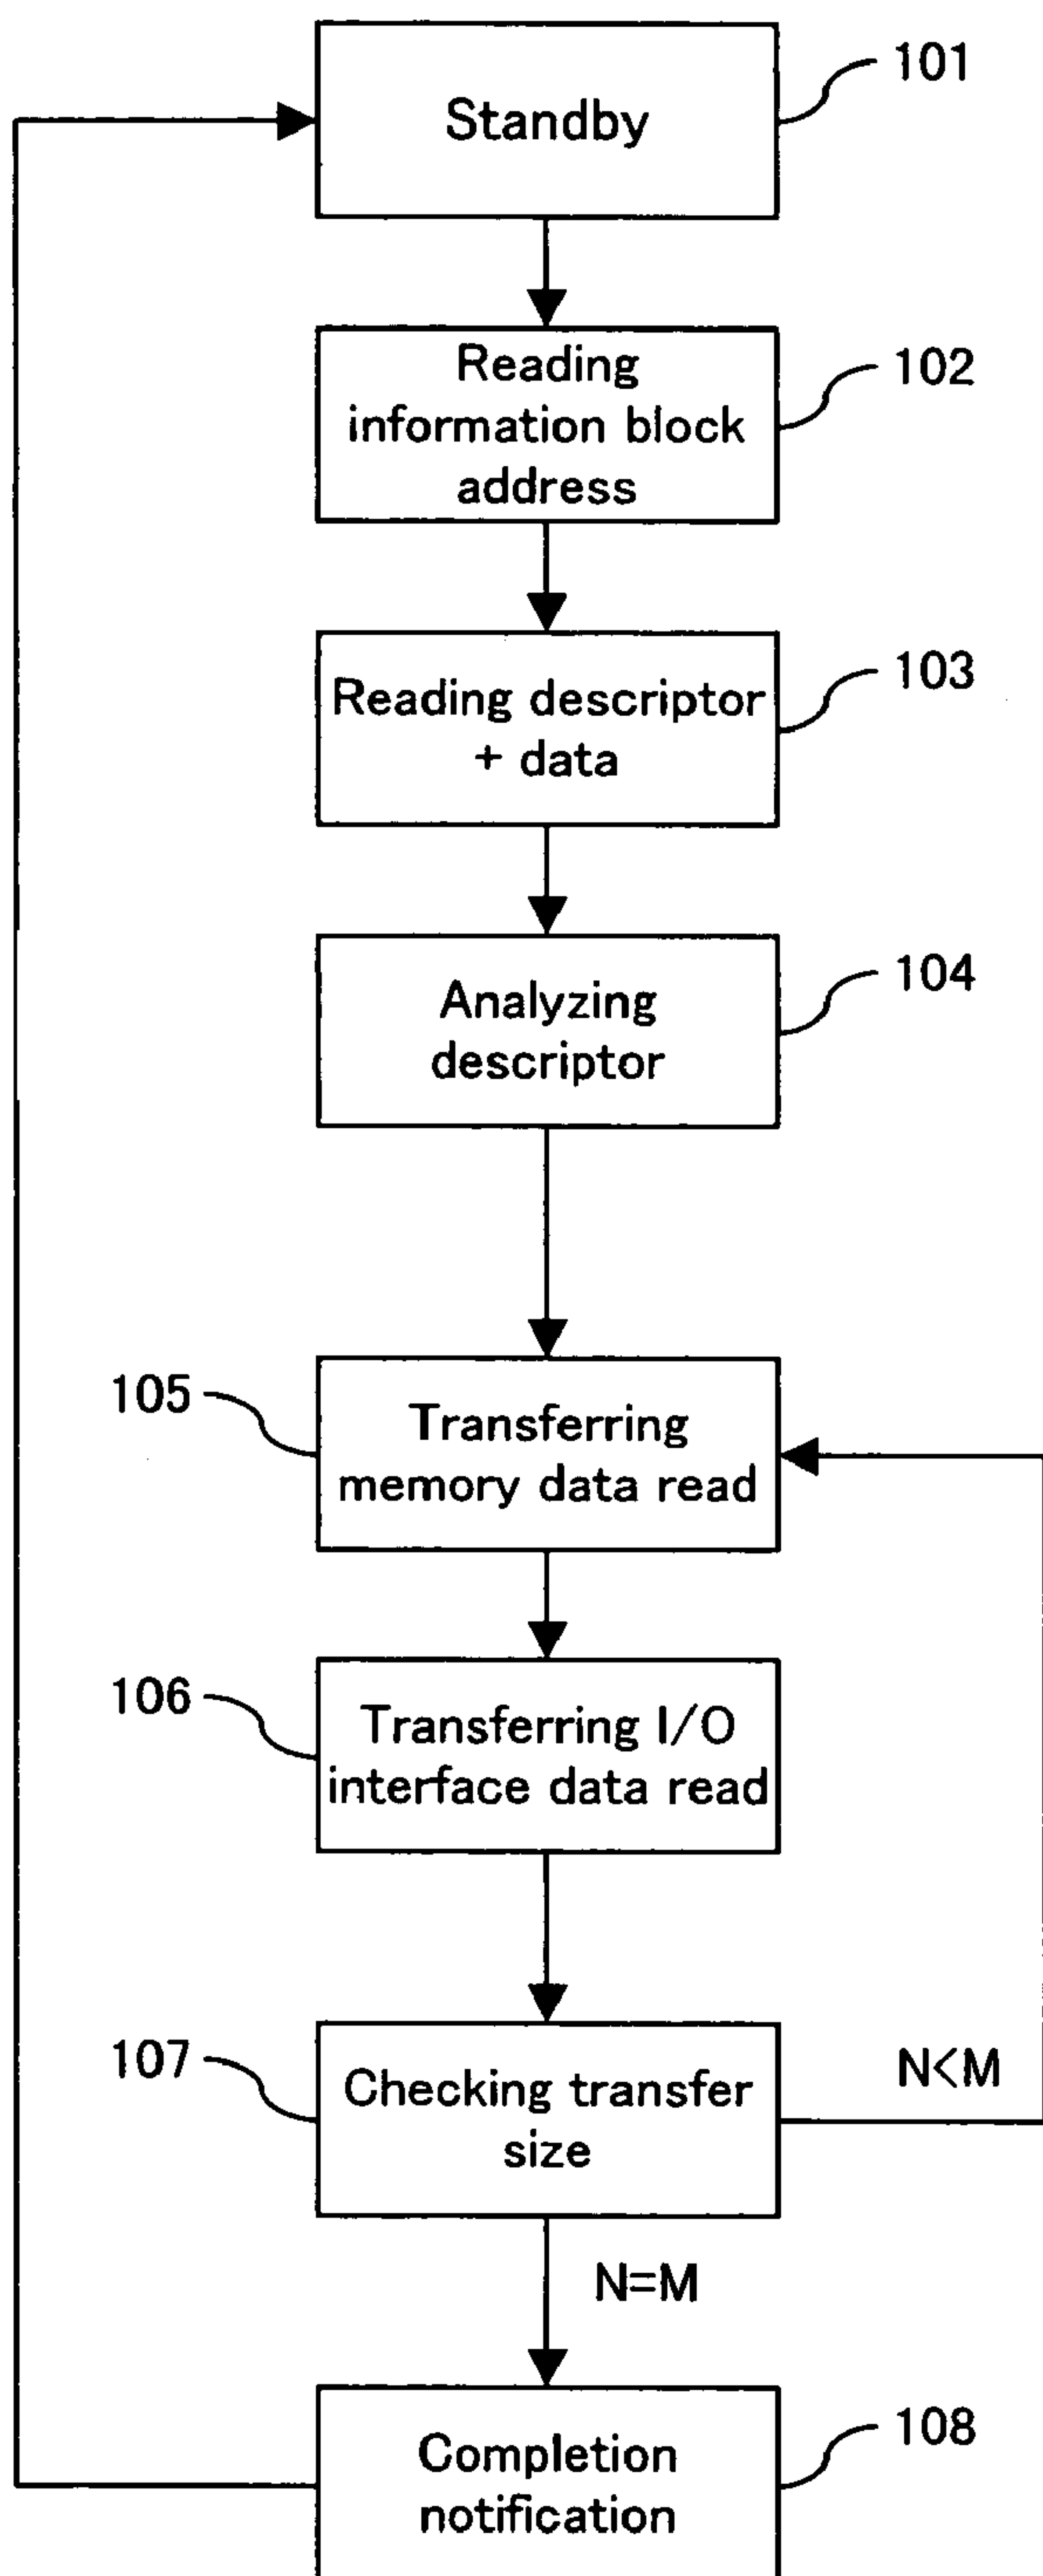 Standby
101
Reading
information block
address
102
Reading descriptor
+ data
103
Analyzing
descriptor
104
105
Transferring
memory data read
106
Transferring I/O
interface data read
107
Checking transfer
size
N<M
N=M
Completion
notification
108